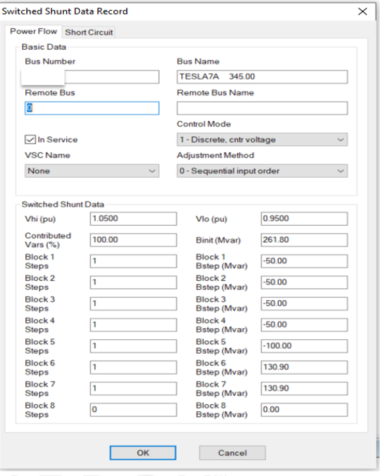 Switched Shunt Data Record
Power Flow Short Circuit
Basic Data
Bus Number Bus Name
TESLA7A 345.00
Remote Bus Remote Bus Name
0
Control Mode
In Service 1 - Discrete, cntr voltage
VSC Name Adjustment Method
None 0 - Sequential input order
Switched Shunt Data
Vhi (pu) 1.0500 Vlo (pu) 0.9500
Contributed Vars (%) 100.00 Binit (Mvar) 261.80
Block 1 Steps 1 Block 1 Bstep (Mvar) -50.00
Block 2 Steps 1 Block 2 Bstep (Mvar) -50.00
Block 3 Steps 1 Block 3 Bstep (Mvar) -50.00
Block 4 Steps 1 Block 4 Bstep (Mvar) -50.00
Block 5 Steps 1 Block 5 Bstep (Mvar) -100.00
Block 6 Steps 1 Block 6 Bstep (Mvar) 130.90
Block 7 Steps 1 Block 7 Bstep (Mvar) 130.90
Block 8 Steps 0 Block 8 Bstep (Mvar) 0.00
OK Cancel